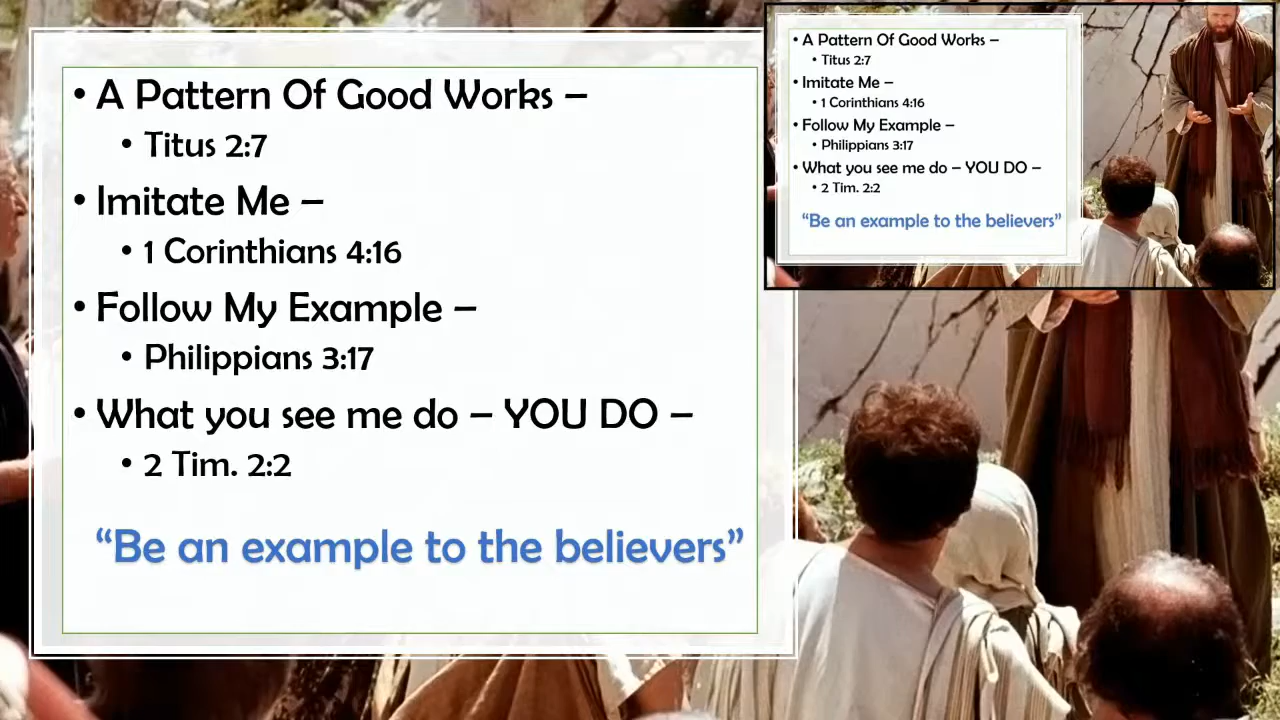 • A Pattern Of Good Works –
• Titus 2:7
• Imitate Me –
• 1 Corinthians 4:16
• Follow My Example –
• Philippians 3:17
• What you see me do – YOU DO –
• 2 Tim. 2:2
“Be an example to the believers”
• A Pattern Of Good Works –
• Titus 2:7
• Imitate Me –
• 1 Corinthians 4:16
• Follow My Example –
• Philippians 3:17
• What you see me do – YOU DO –
• 2 Tim. 2:2
“Be an example to the believers”